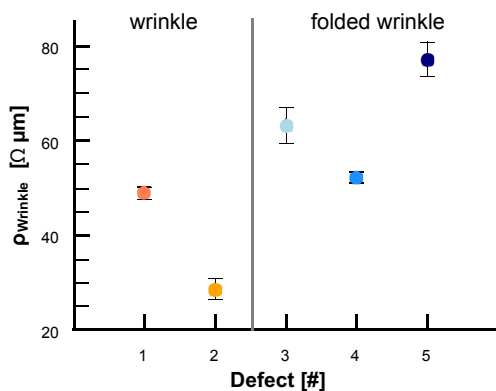 wrinkle folded wrinkle
80
60
40
20
ρWrinkle [Ω µm]
1 2 3 4 5
Defect [#]